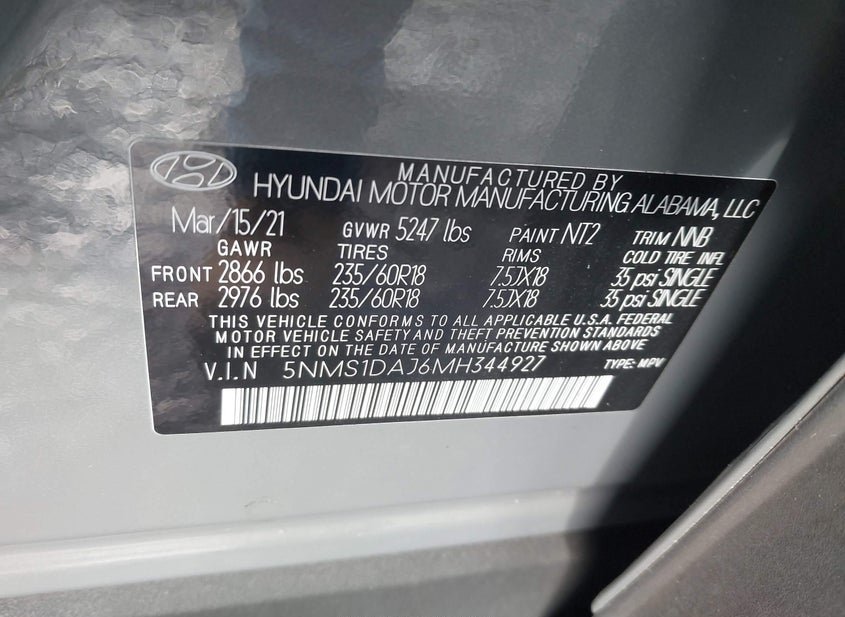 MANUFACTURED BY
HYUNDAI MOTOR MANUFACTURING ALABAMA, LLC
Mar/15/21 GVWR 5247 lbs PAINT NT2 TRIM NNB
GAWR TIRES RIMS COLD TIRE INFL
FRONT 2866 lbs 235/60R18 7.5JX18 35 psi SINGLE
REAR 2976 lbs 235/60R18 7.5JX18 35 psi SINGLE
THIS VEHICLE CONFORMS TO ALL APPLICABLE U.S.A. FEDERAL
MOTOR VEHICLE SAFETY AND THEFT PREVENTION STANDARDS
IN EFFECT ON THE DATE OF MANUFACTURE SHOWN ABOVE
V.I.N 5NMS1DAJ6MH344927 TYPE: MPV